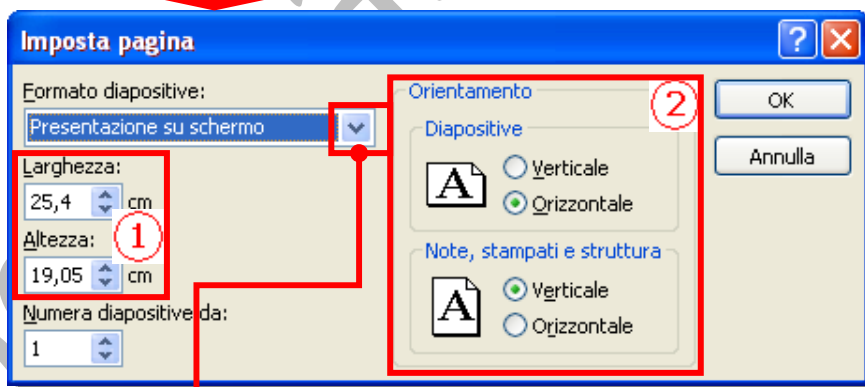 Imposta pagina
Formato diapositive:
Presentazione su schermo
Larghezza:
25,4 cm
Altezza:
19,05 cm
1
Numera diapositive da:
1
Orientamento
2
Diapositive
A
Verticale
Orizzontale
Note, stampati e struttura
A
Verticale
Orizzontale
OK
Annulla